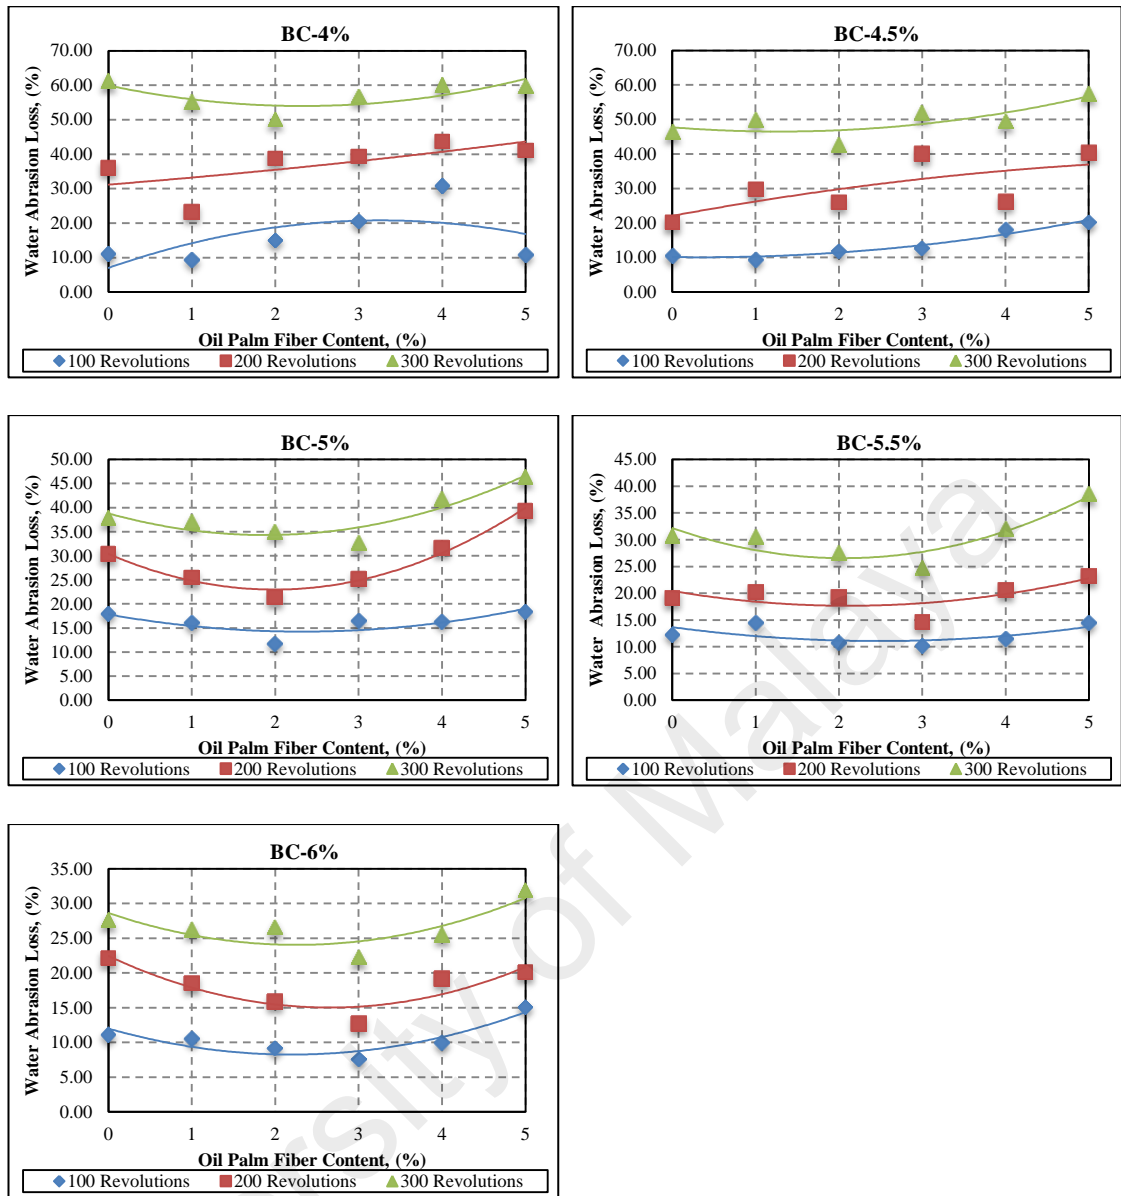 BC-4%
Water Abrasion Loss, (%)
70.00
60.00
50.00
40.00
30.00
20.00
10.00
0.00
0 1 2 3 4 5
Oil Palm Fiber Content, (%)
100 Revolutions 200 Revolutions 300 Revolutions
BC-4.5%
Water Abrasion Loss, (%)
70.00
60.00
50.00
40.00
30.00
20.00
10.00
0.00
0 1 2 3 4 5
Oil Palm Fiber Content, (%)
100 Revolutions 200 Revolutions 300 Revolutions
BC-5%
Water Abrasion Loss, (%)
50.00
45.00
40.00
35.00
30.00
25.00
20.00
15.00
10.00
5.00
0.00
0 1 2 3 4 5
Oil Palm Fiber Content, (%)
100 Revolutions 200 Revolutions 300 Revolutions
BC-5.5%
Water Abrasion Loss, (%)
45.00
40.00
35.00
30.00
25.00
20.00
15.00
10.00
5.00
0.00
0 1 2 3 4 5
Oil Palm Fiber Content, (%)
100 Revolutions 200 Revolutions 300 Revolutions
BC-6%
Water Abrasion Loss, (%)
35.00
30.00
25.00
20.00
15.00
10.00
5.00
0.00
0 1 2 3 4 5
Oil Palm Fiber Content, (%)
100 Revolutions 200 Revolutions 300 Revolutions
ersity of Malaya